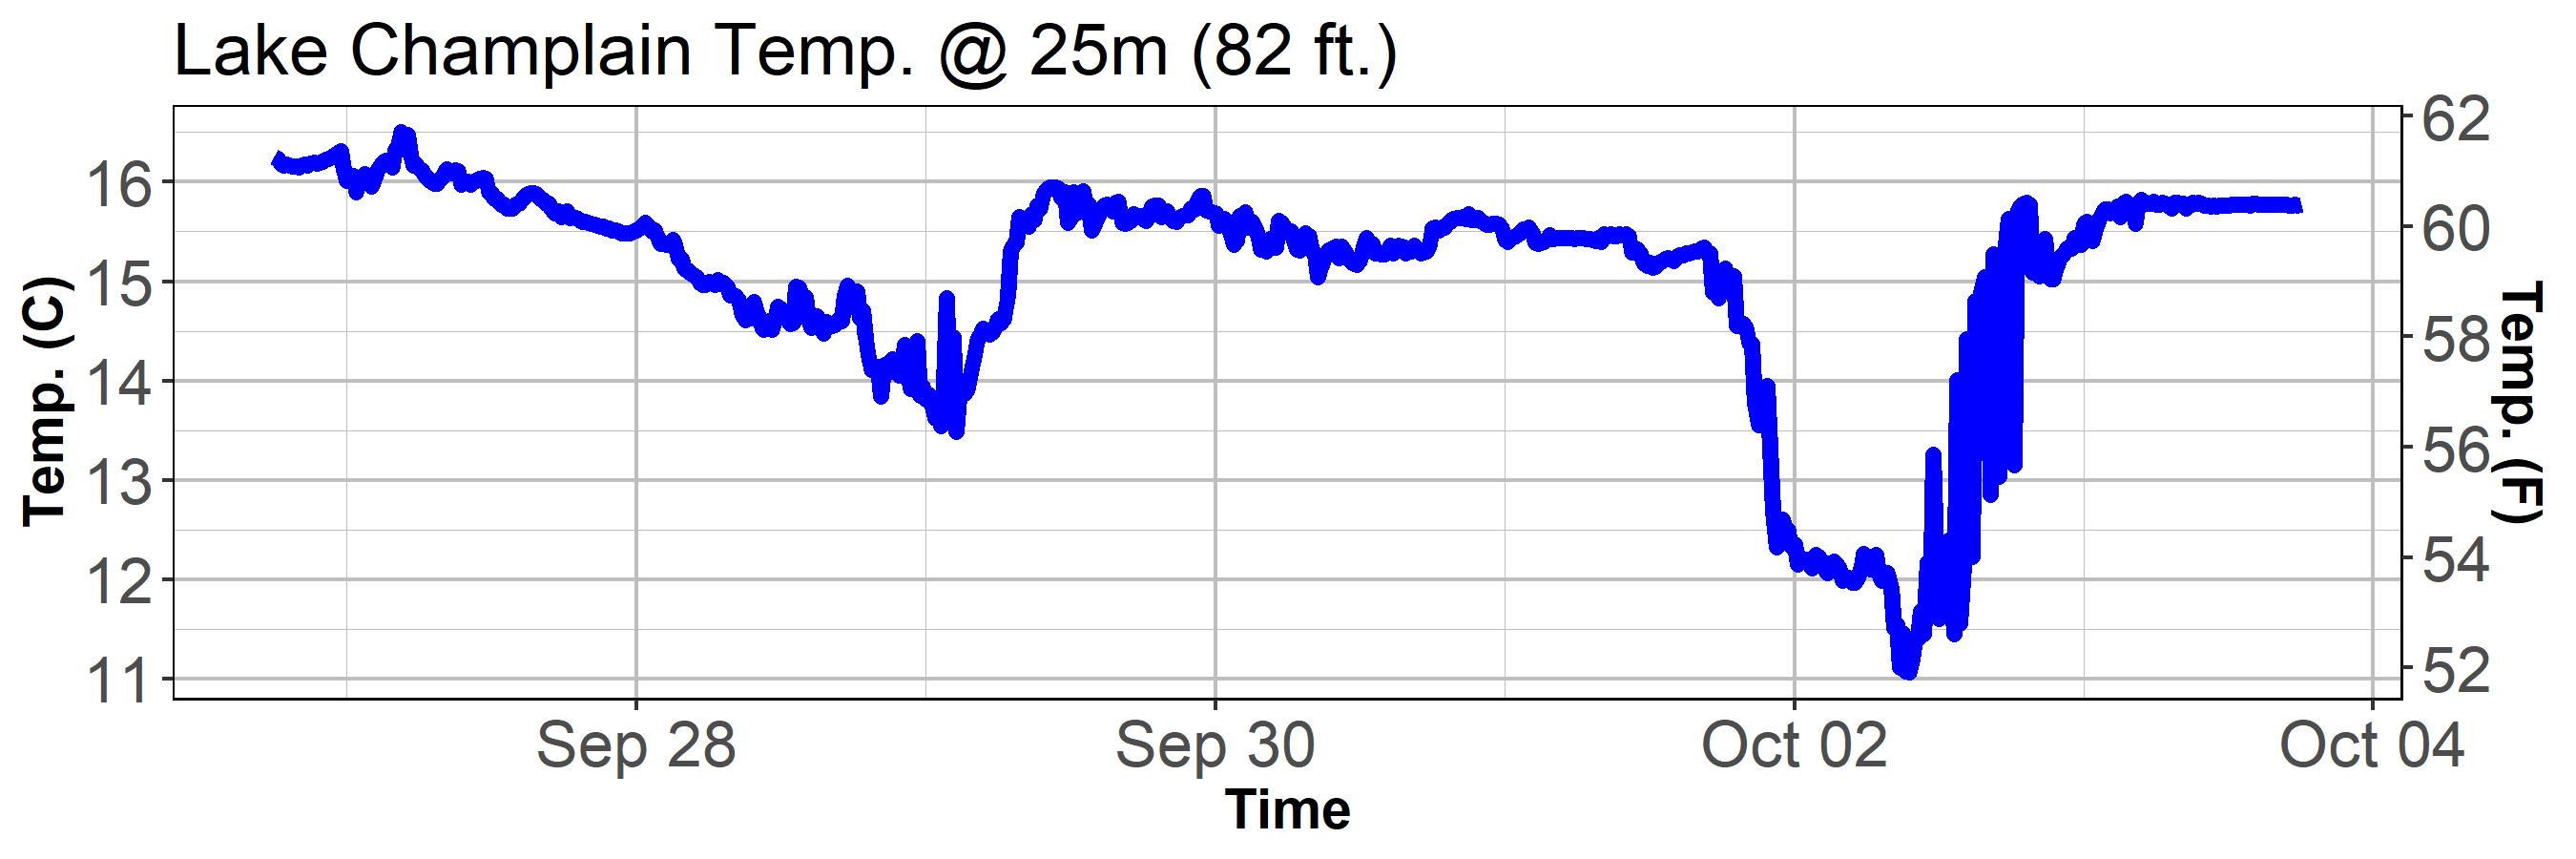 Lake Champlain Temp. @ 25m (82 ft.)
Temp. (C)
16
15
14
13
12
11
62
60
58
56
54
52
Temp. (F)
Sep 28
Sep 30
Oct 02
Oct 04
Time